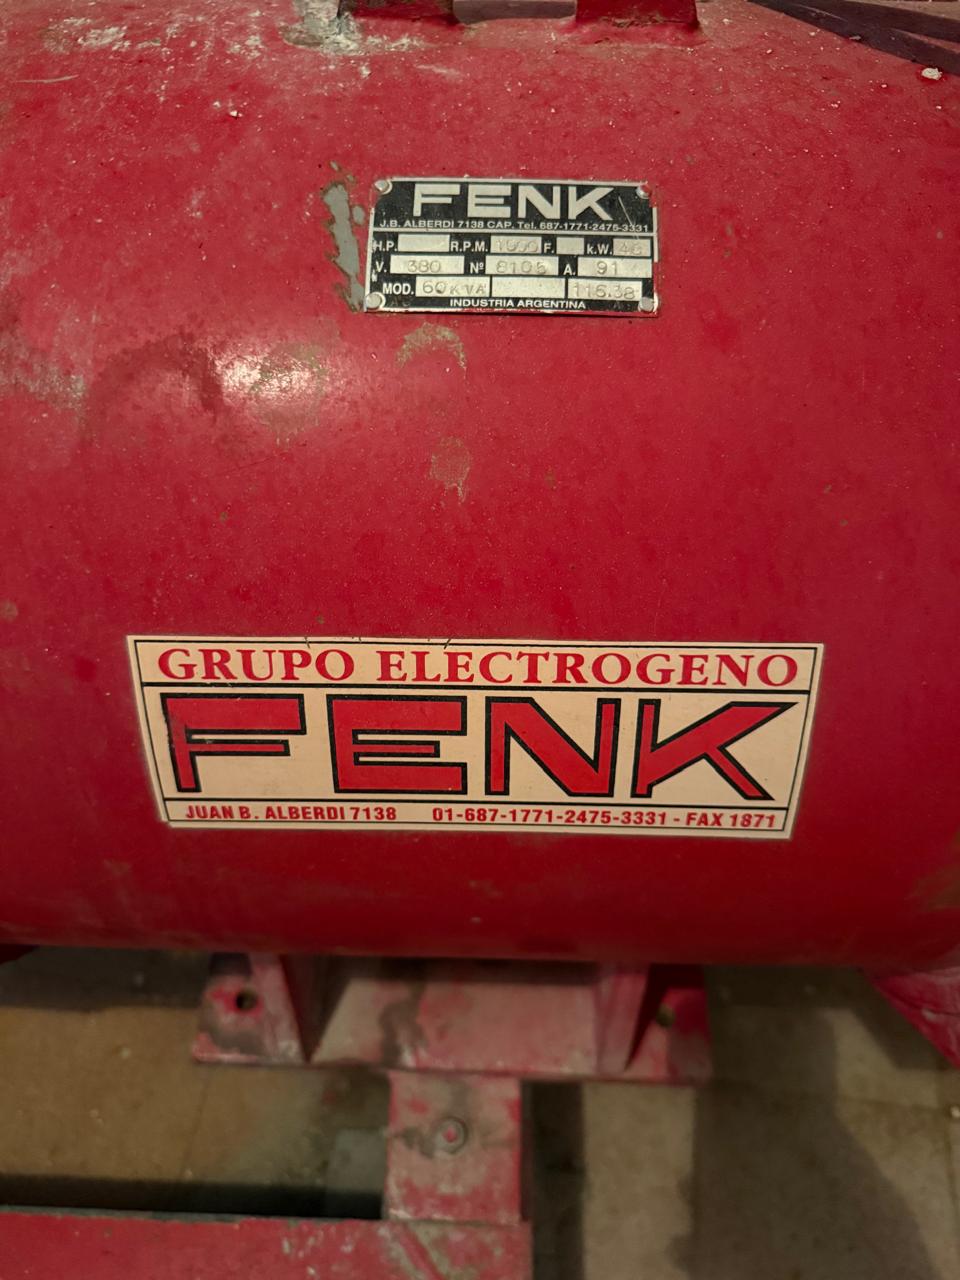 FENK
J.B. ALBERDI 7138 CAP. Tel. 687-1771-2475-3331
H.P. R.P.M. 1500 F. k.W. 48
V. 380 Nº 8105 A. 91
MOD. 60 KVA 116.38
INDUSTRIA ARGENTINA
GRUPO ELECTROGENO
FENK
JUAN B. ALBERDI 7138 01-687-1771-2475-3331 - FAX 1871